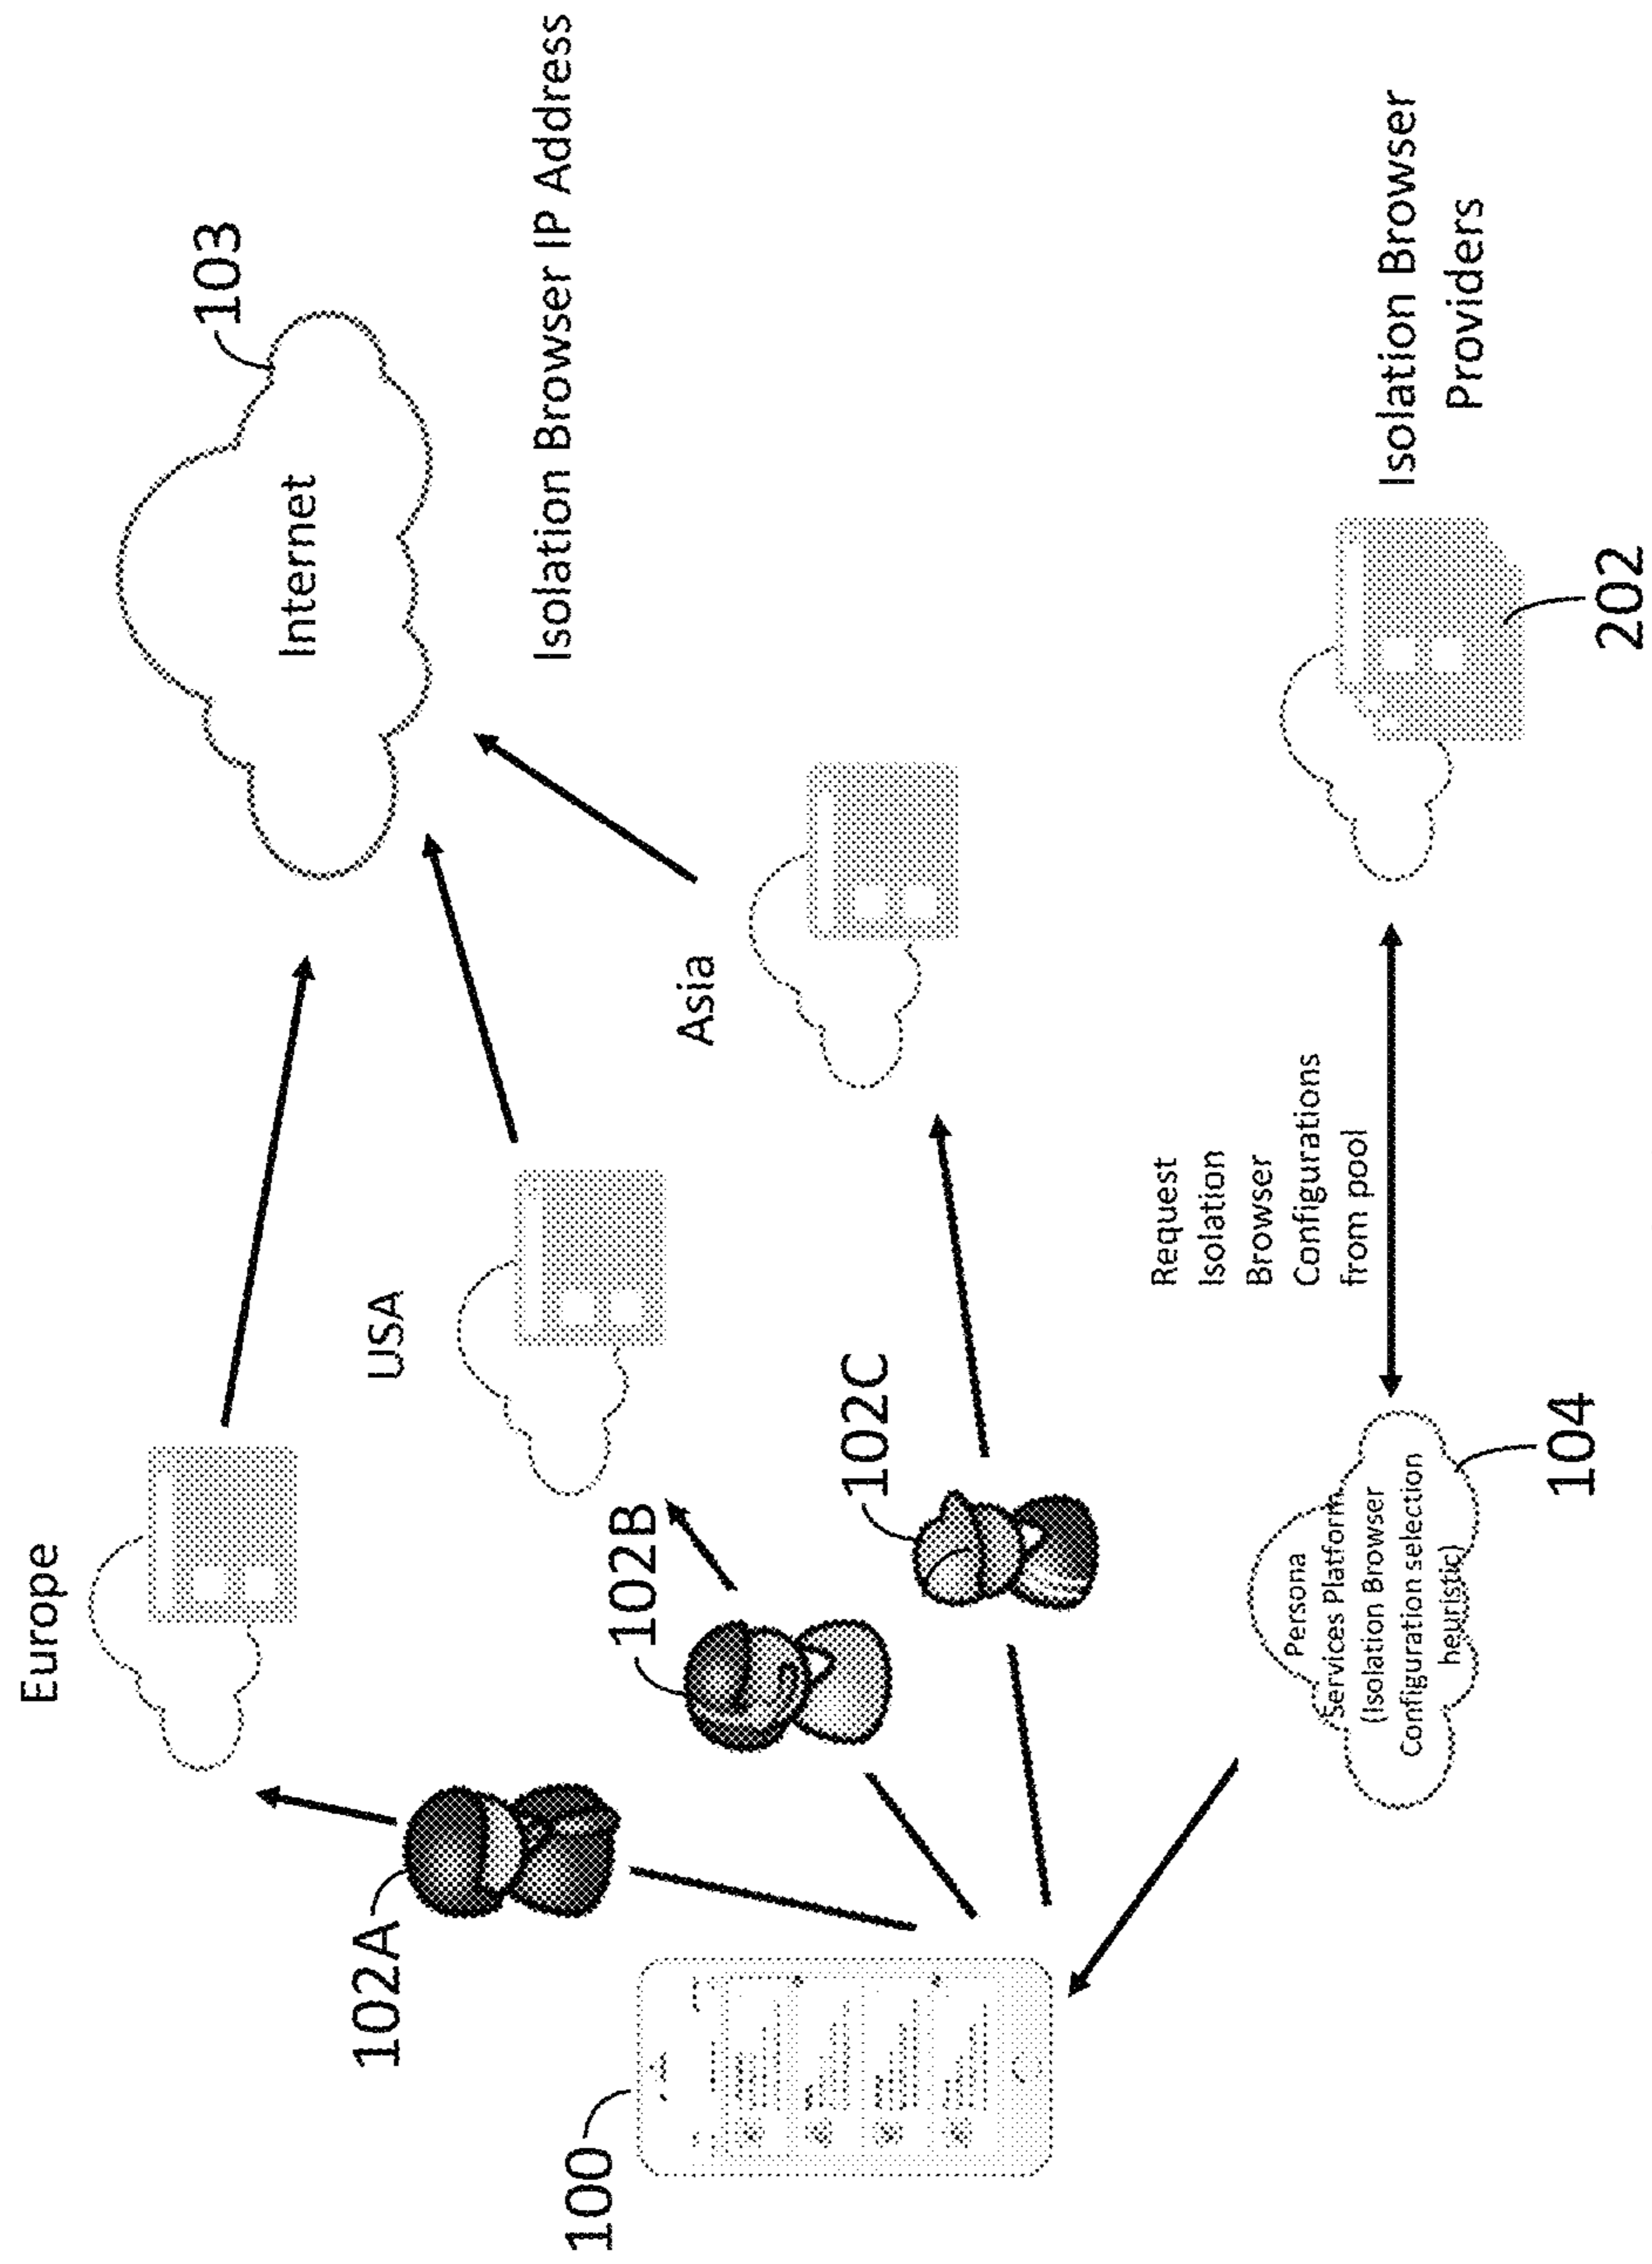 Europe
103
Internet
USA
Isolation Browser IP Address
102A
102B
Asia
100
102C
Request
Isolation
Browser
Configurations
from pool
Persona
Services Platform
(Isolation Browser
Configuration selection
heuristic)
104
Isolation Browser
Providers
202